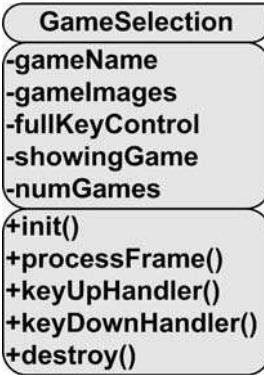 GameSelection
-gameName
-gameImages
-fullKeyControl
-showingGame
-numGames
+init()
+processFrame()
+keyUpHandler()
+keyDownHandler()
+destroy()